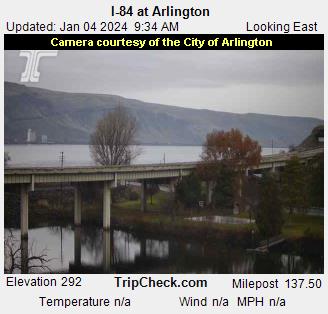 I-84 at Arlington
Updated: Jan 04 2024 9:34 AM Looking East
Camera courtesy of the City of Arlington
Elevation 292 TripCheck.com Milepost 137.50
Temperature n/a Wind n/a MPH n/a